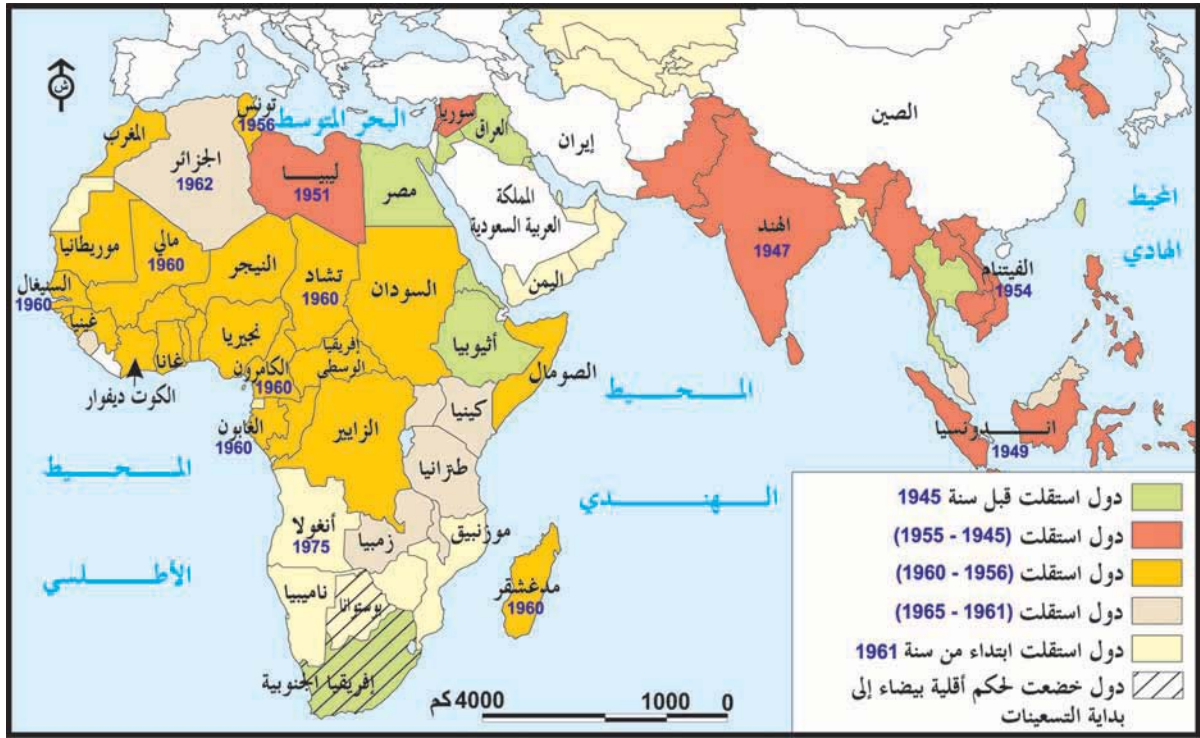 ش
تونس
1956
البحر المتوسط
المغرب
الجزائر
1962
ليبيا
1951
مصر
سوريا
العراق
إيران
المملكة
العربية السعودية
اليمن
الصين
الهند
1947
الفيتنام
1954
اندونسيا
1949
المحيط
الهادي
موريطانيا
مالي
1960
النيجر
تشاد
1960
السودان
السنيغال
1960
غينيا
غانا
نجيريا
إفريقيا
الوسطى
الكامرون
1960
أثيوبيا
الصومال
الكوت ديفوار
الغابون
1960
الزايير
كينيا
طنزانيا
المحيط
الهندي
المحيط
الأطلسي
أنغولا
1975
زمبيا
موزنبيق
مدغشقر
1960
ناميبيا
بوستوانا
إفريقيا الجنوبية
دول استقلت قبل سنة 1945
دول استقلت (1945 - 1955)
دول استقلت (1956 - 1960)
دول استقلت (1961 - 1965)
دول استقلت ابتداء من سنة 1961
دول خضعت لحكم أقلية بيضاء إلى
بداية التسعينات
0 1000 4000 كم